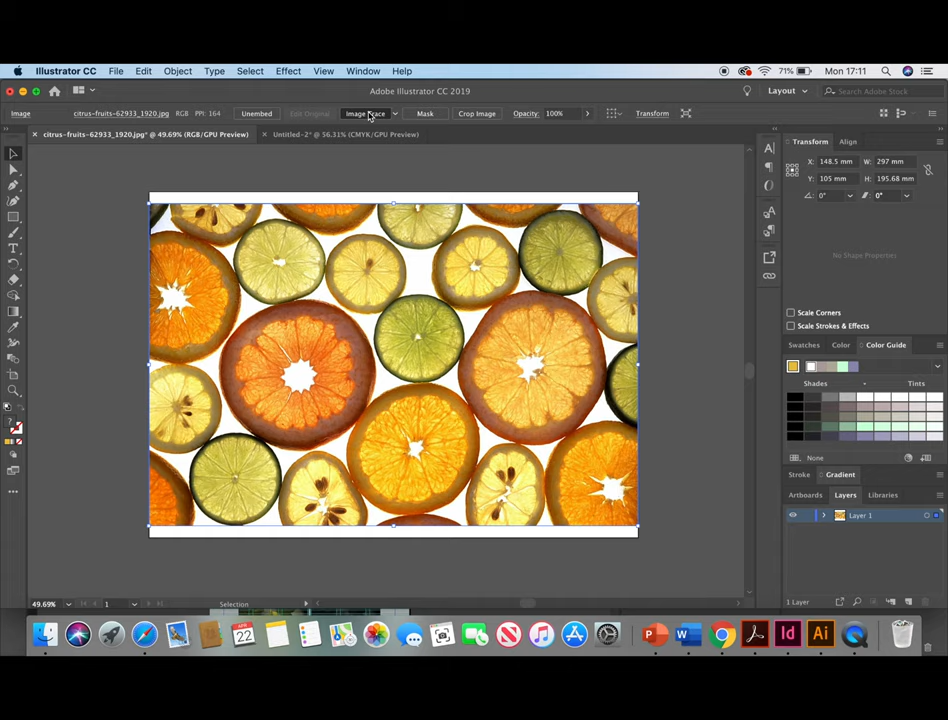 Illustrator CC File Edit Object Type Select Effect View Window Help 71% Mon 17:11
Adobe Illustrator CC 2019 Layout Search Adobe Stock
Image citrus-fruits-62933_1920.jpg RGB PPI: 164 Unembed Edit Original Image Trace Mask Crop Image Opacity: 100% Transform
× citrus-fruits-62933_1920.jpg* @ 49.69% (RGB/GPU Preview) × Untitled-2* @ 56.31% (CMYK/GPU Preview)
Transform Align
X: 148.5 mm W: 297 mm
Y: 105 mm H: 195.68 mm
0° 0°
No Shape Properties
Scale Corners
Scale Strokes & Effects
Swatches Color Color Guide
Shades Tints
None
Stroke Gradient
Artboards Layers Libraries
Layer 1
49.69% 1 Selection 1 Layer
APR
22
P W Id Ai